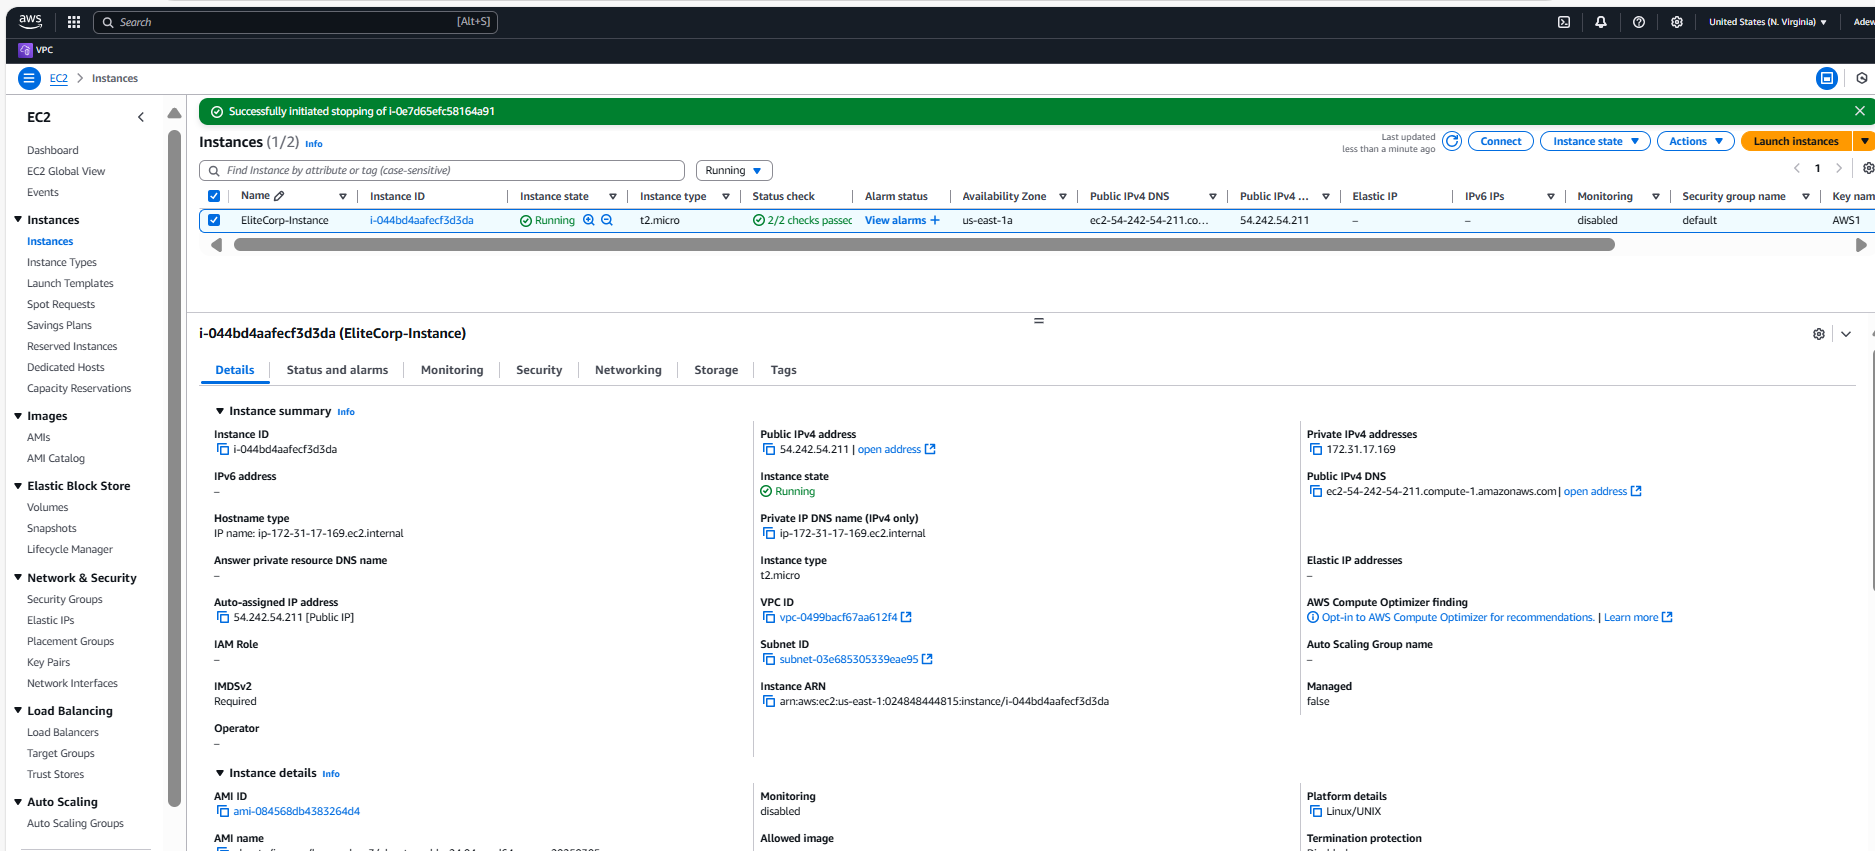 aws
Search
[Alt+S]
United States (N. Virginia)
VPC
EC2
Instances
EC2
Dashboard
EC2 Global View
Events
Instances
Instances
Instance Types
Launch Templates
Spot Requests
Savings Plans
Reserved Instances
Dedicated Hosts
Capacity Reservations
Images
AMIs
AMI Catalog
Elastic Block Store
Volumes
Snapshots
Lifecycle Manager
Network & Security
Security Groups
Elastic IPs
Placement Groups
Key Pairs
Network Interfaces
Load Balancing
Load Balancers
Target Groups
Trust Stores
Auto Scaling
Auto Scaling Groups
Successfully initiated stopping of i-0e7d65efc58164a91
Instances (1/2) Info
Last updated
less than a minute ago
Connect
Instance state
Actions
Launch instances
Find Instance by attribute or tag (case-sensitive)
Running
1
Name Instance ID Instance state Instance type Status check Alarm status Availability Zone Public IPv4 DNS Public IPv4 ... Elastic IP IPv6 IPs Monitoring Security group name Key nam
EliteCorp-Instance i-044bd4aafecf3d3da Running t2.micro 2/2 checks passec View alarms + us-east-1a ec2-54-242-54-211.co... 54.242.54.211 – – disabled default AWS1
i-044bd4aafecf3d3da (EliteCorp-Instance)
Details
Status and alarms
Monitoring
Security
Networking
Storage
Tags
Instance summary Info
Instance ID
i-044bd4aafecf3d3da
Public IPv4 address
54.242.54.211 | open address
Private IPv4 addresses
172.31.17.169
IPv6 address
–
Instance state
Running
Public IPv4 DNS
ec2-54-242-54-211.compute-1.amazonaws.com | open address
Hostname type
IP name: ip-172-31-17-169.ec2.internal
Private IP DNS name (IPv4 only)
ip-172-31-17-169.ec2.internal
Answer private resource DNS name
–
Instance type
t2.micro
Elastic IP addresses
–
Auto-assigned IP address
54.242.54.211 [Public IP]
VPC ID
vpc-0499bacf67aa612f4
AWS Compute Optimizer finding
Opt-in to AWS Compute Optimizer for recommendations. | Learn more
IAM Role
–
Subnet ID
subnet-03e685305339eae95
Auto Scaling Group name
–
IMDSv2
Required
Instance ARN
arn:aws:ec2:us-east-1:024848444815:instance/i-044bd4aafecf3d3da
Managed
false
Operator
–
Instance details Info
AMI ID
ami-084568db4383264d4
Monitoring
disabled
Platform details
Linux/UNIX
AMI name
Allowed image
Termination protection